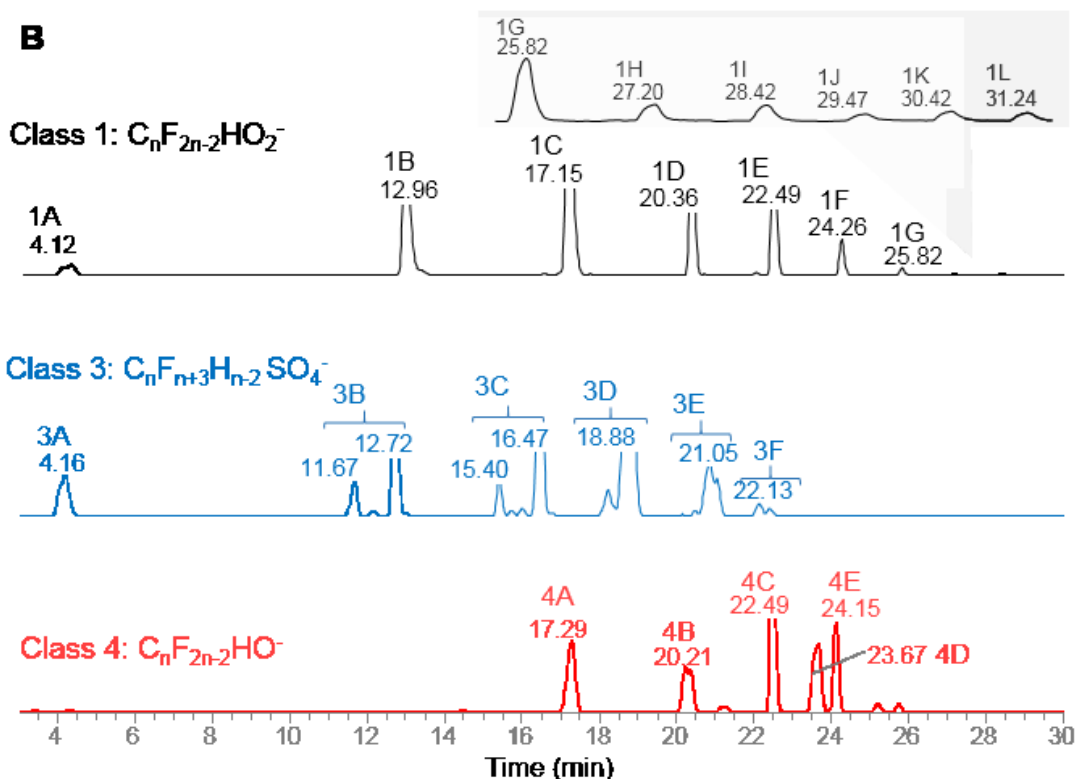 B
1G
25.82
1H
27.20
1I
28.42
1J
29.47
1K
30.42
1L
31.24
Class 1: CₙF₂ₙ₋₂HO₂⁻
1A
4.12
1B
12.96
1C
17.15
1D
20.36
1E
22.49
1F
24.26
1G
25.82
Class 3: CₙFₙ₊₃Hₙ₋₂SO₄⁻
3A
4.16
3B
11.67 12.72
3C
15.40 16.47
3D
18.88
3E
21.05
3F
22.13
Class 4: CₙF₂ₙ₋₂HO⁻
4A
17.29
4B
20.21
4C
22.49
4E
24.15
23.67 4D
4 6 8 10 12 14 16 18 20 22 24 26 28 30
Time (min)